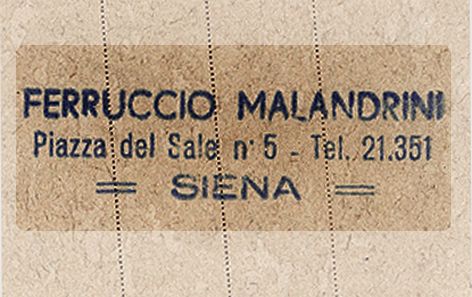 FERRUCCIO MALANDRINI
Piazza del Sale n° 5 - Tel. 21.351
= SIENA =